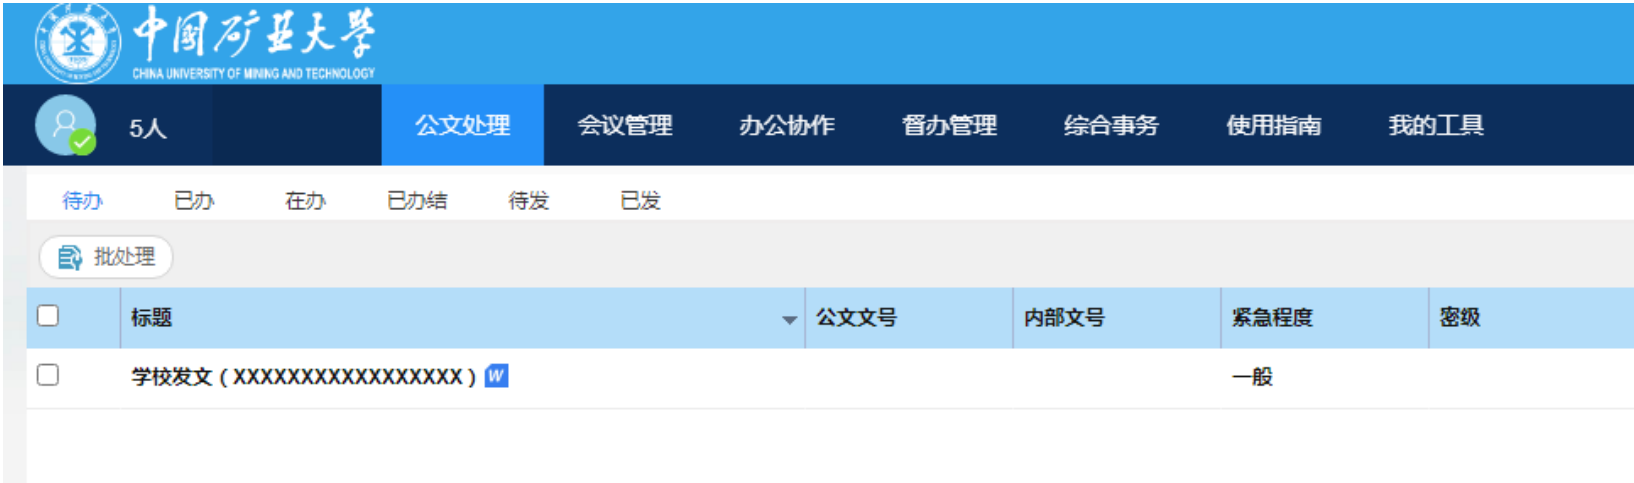 中国矿业大学
CHINA UNIVERSITY OF MINING AND TECHNOLOGY
5人 公文处理 会议管理 办公协作 督办管理 综合事务 使用指南 我的工具
待办 已办 在办 已办结 待发 已发
批处理
标题 公文文号 内部文号 紧急程度 密级
学校发文(XXXXXXXXXXXXXXXXX) W 一般